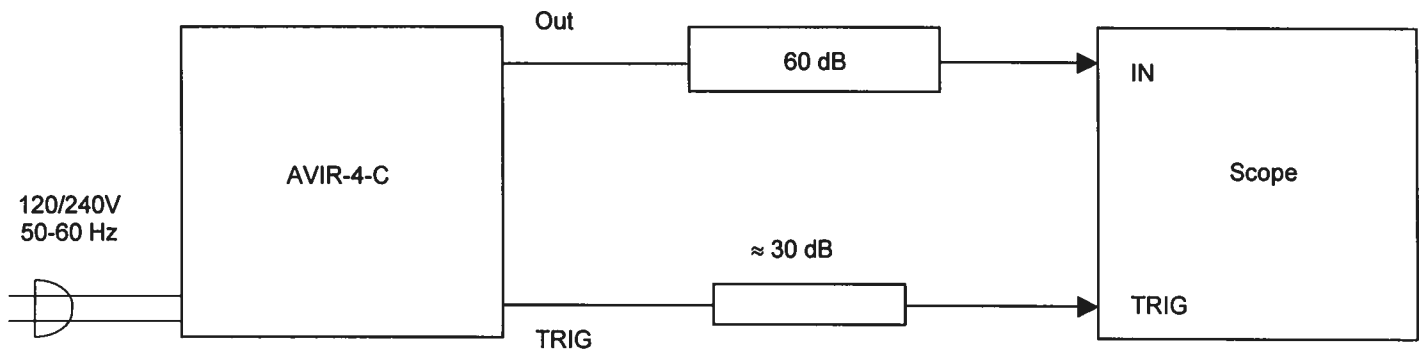 Out
60 dB
IN
AVIR-4-C
Scope
120/240V
50-60 Hz
≈ 30 dB
TRIG
TRIG